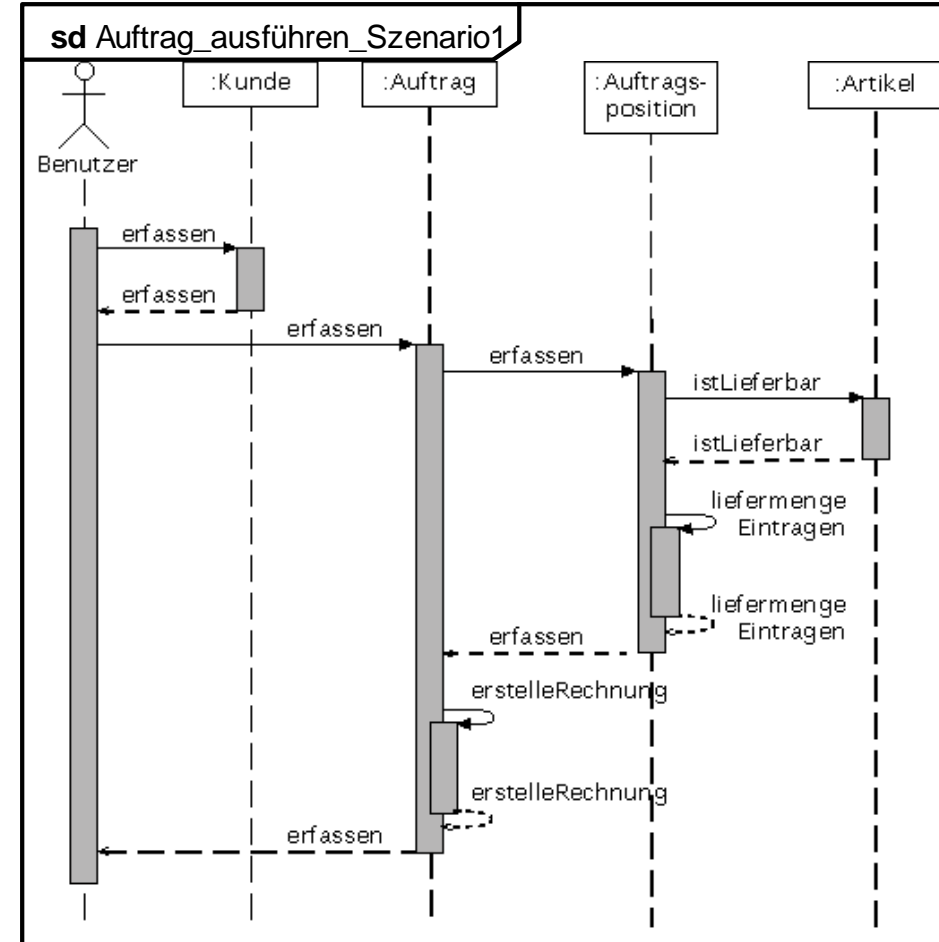 sd Auftrag_ausführen_Szenario1
:Kunde
:Auftrag
:Auftrags-
position
:Artikel
Benutzer
erfassen
erfassen
erfassen
erfassen
istLieferbar
istLieferbar
liefermenge
Eintragen
liefermenge
Eintragen
erfassen
erstelleRechnung
erstelleRechnung
erfassen